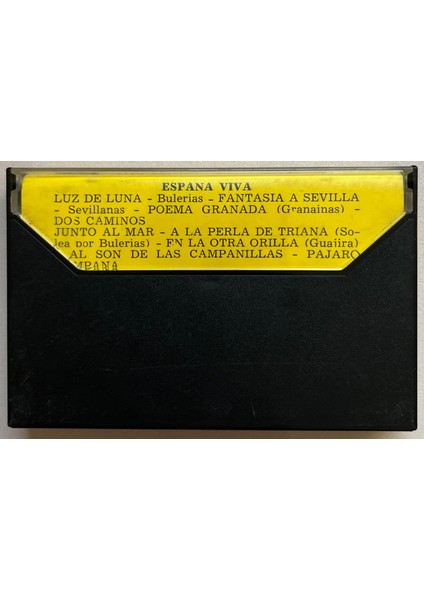 ESPANA VIVA
LUZ DE LUNA - Bulerias - FANTASIA A SEVILLA
- Sevillanas - POEMA GRANADA (Granainas) -
DOS CAMINOS
JUNTO AL MAR - A LA PERLA DE TRIANA (So-
lea por Bulerias) - EN LA OTRA ORILLA (Guajira)
AL SON DE LAS CAMPANILLAS - PAJARO